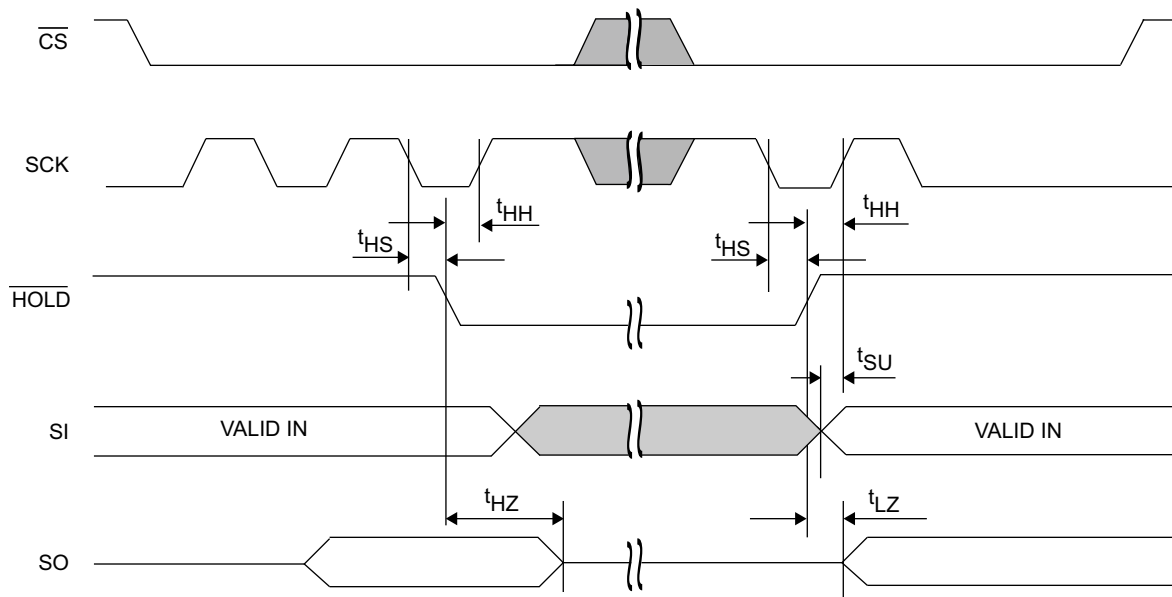 CS
SCK
tHH
tHH
tHS
tHS
HOLD
tSU
SI
VALID IN
VALID IN
tHZ
tLZ
SO